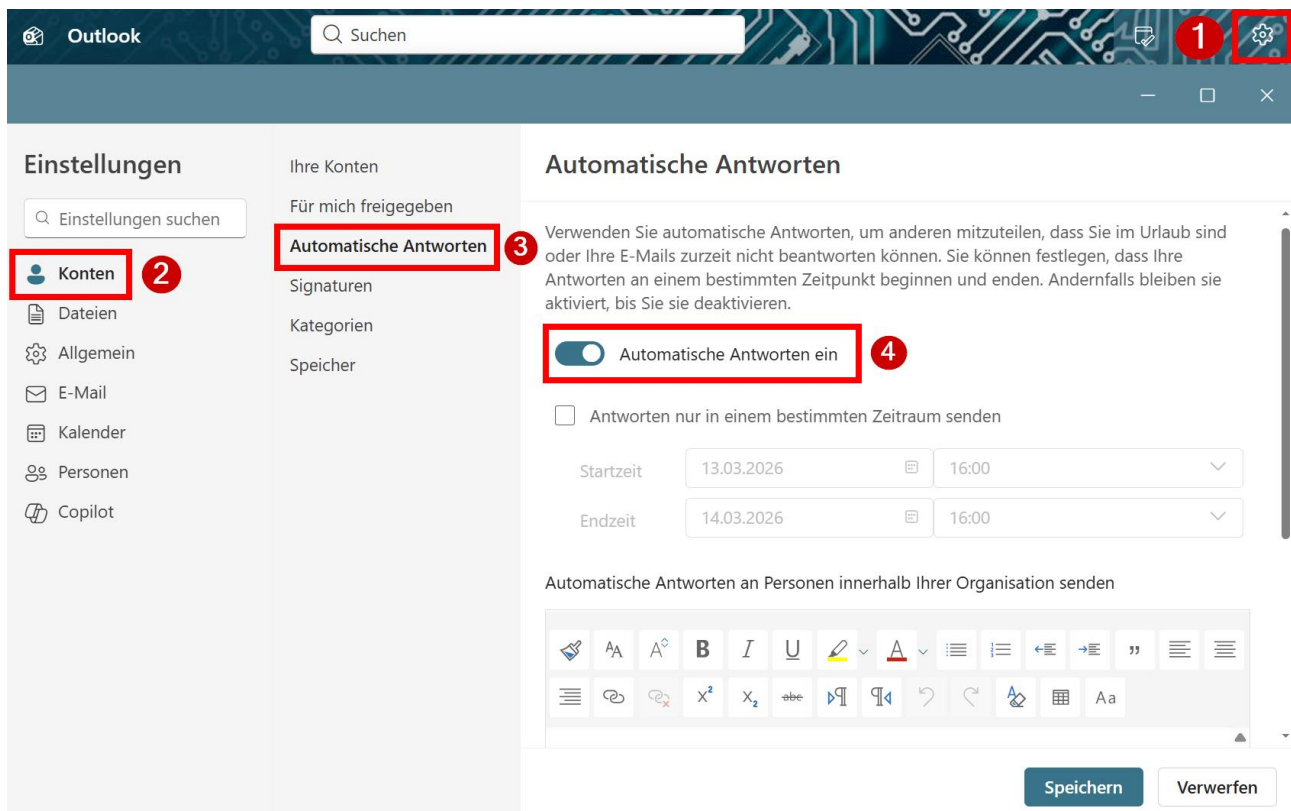 Outlook
Suchen
1
Einstellungen
Einstellungen suchen
Konten
2
Dateien
Allgemein
E-Mail
Kalender
Personen
Copilot
Ihre Konten
Für mich freigegeben
Automatische Antworten
3
Signaturen
Kategorien
Speicher
Automatische Antworten
Verwenden Sie automatische Antworten, um anderen mitzuteilen, dass Sie im Urlaub sind
oder Ihre E-Mails zurzeit nicht beantworten können. Sie können festlegen, dass Ihre
Antworten an einem bestimmten Zeitpunkt beginnen und enden. Andernfalls bleiben sie
aktiviert, bis Sie sie deaktivieren.
Automatische Antworten ein
4
Antworten nur in einem bestimmten Zeitraum senden
Startzeit 13.03.2026 16:00
Endzeit 14.03.2026 16:00
Automatische Antworten an Personen innerhalb Ihrer Organisation senden
AA A B I U A
x² x₂ abc Aa
Speichern Verwerfen